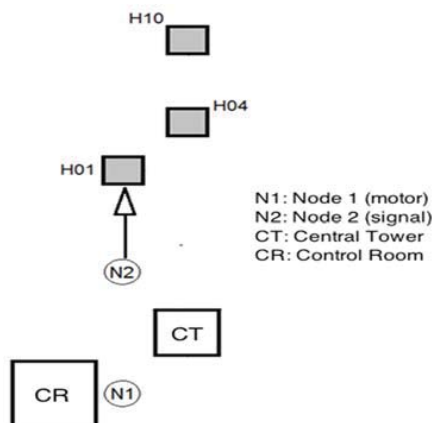 H10
H04
H01
N1: Node 1 (motor)
N2: Node 2 (signal)
CT: Central Tower
CR: Control Room
N2
CT
CR
N1